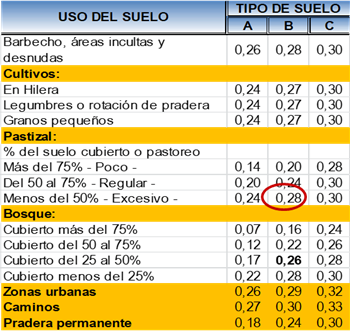 USO DEL SUELO TIPO DE SUELO
A B C
Barbecho, áreas incultas y
desnudas 0,26 0,28 0,30
Cultivos:
En Hilera 0,24 0,27 0,30
Legumbres o rotación de pradera 0,24 0,27 0,30
Granos pequeños 0,24 0,27 0,30
Pastizal:
% del suelo cubierto o pastoreo
Más del 75% - Poco - 0,14 0,20 0,28
Del 50 al 75% - Regular - 0,20 0,24 0,30
Menos del 50% - Excesivo - 0,24 0,28 0,30
Bosque:
Cubierto más del 75% 0,07 0,16 0,24
Cubierto del 50 al 75% 0,12 0,22 0,26
Cubierto del 25 al 50% 0,17 0,26 0,28
Cubierto menos del 25% 0,22 0,28 0,30
Zonas urbanas 0,26 0,29 0,32
Caminos 0,27 0,30 0,33
Pradera permanente 0,18 0,24 0,30